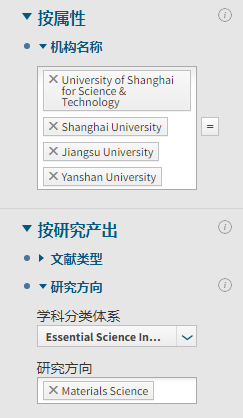 按属性
机构名称
University of Shanghai
for Science &
Technology
Shanghai University
=
Jiangsu University
Yanshan University
按研究产出
文献类型
研究方向
学科分类体系
Essential Science In...
研究方向
Materials Science